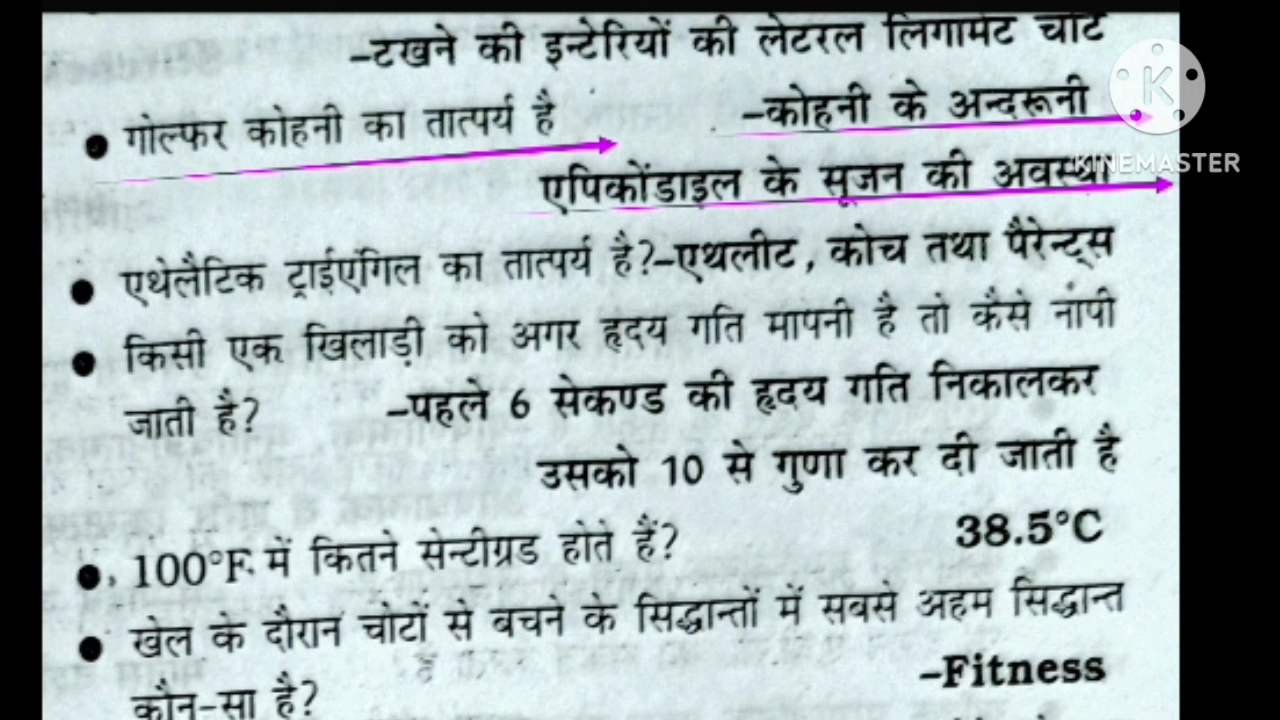 –टखने की इन्टेरियों की लेटरल लिगामेंट चोट
● गोल्फर कोहनी का तात्पर्य है –कोहनी के अन्दरूनी
KINEMASTER
एपिकोंडाइल के सूजन की अवस्था
● एथेलैटिक ट्राईएंगिल का तात्पर्य है?–एथलीट, कोच तथा पैरेन्ट्स
● किसी एक खिलाड़ी को अगर हृदय गति मापनी है तो कैसे नांपी
जाती है? –पहले 6 सेकण्ड की हृदय गति निकालकर
उसको 10 से गुणा कर दी जाती है
● 100°F. में कितने सेन्टीग्रड होते हैं? 38.5°C
● खेल के दौरान चोटों से बचने के सिद्धान्तों में सबसे अहम सिद्धान्त
कौन-सा है? –Fitness